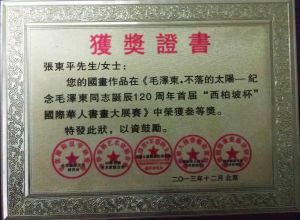 獲獎證書
張東平先生/女士：
您的國畫作品在《毛澤東，不落的太陽—紀
念毛澤東同志誕辰120周年首届“西柏坡杯”
國際華人書畫大展賽》中荣獲叁等獎。
特發此狀，以資鼓勵。
二○一三年十二月 北京